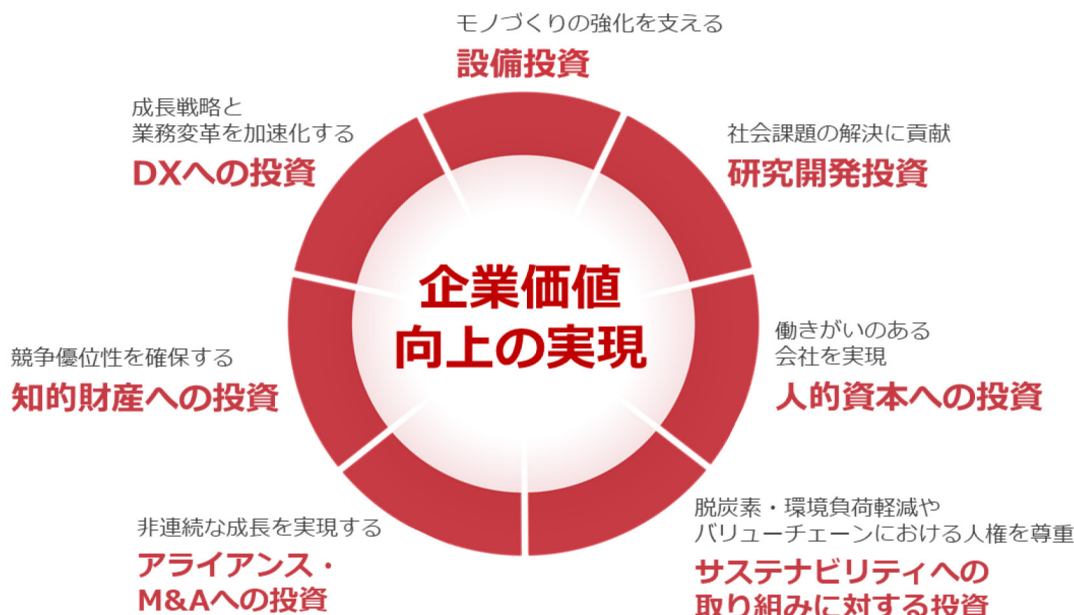 モノづくりの強化を支える
設備投資
社会課題の解決に貢献
研究開発投資
働きがいのある
会社を実現
人的資本への投資
脱炭素・環境負荷軽減や
バリューチェーンにおける人権を尊重
サステナビリティへの
取り組みに対する投資
非連続な成長を実現する
アライアンス・
M&Aへの投資
競争優位性を確保する
知的財産への投資
成長戦略と
業務変革を加速化する
DXへの投資
企業価値
向上の実現